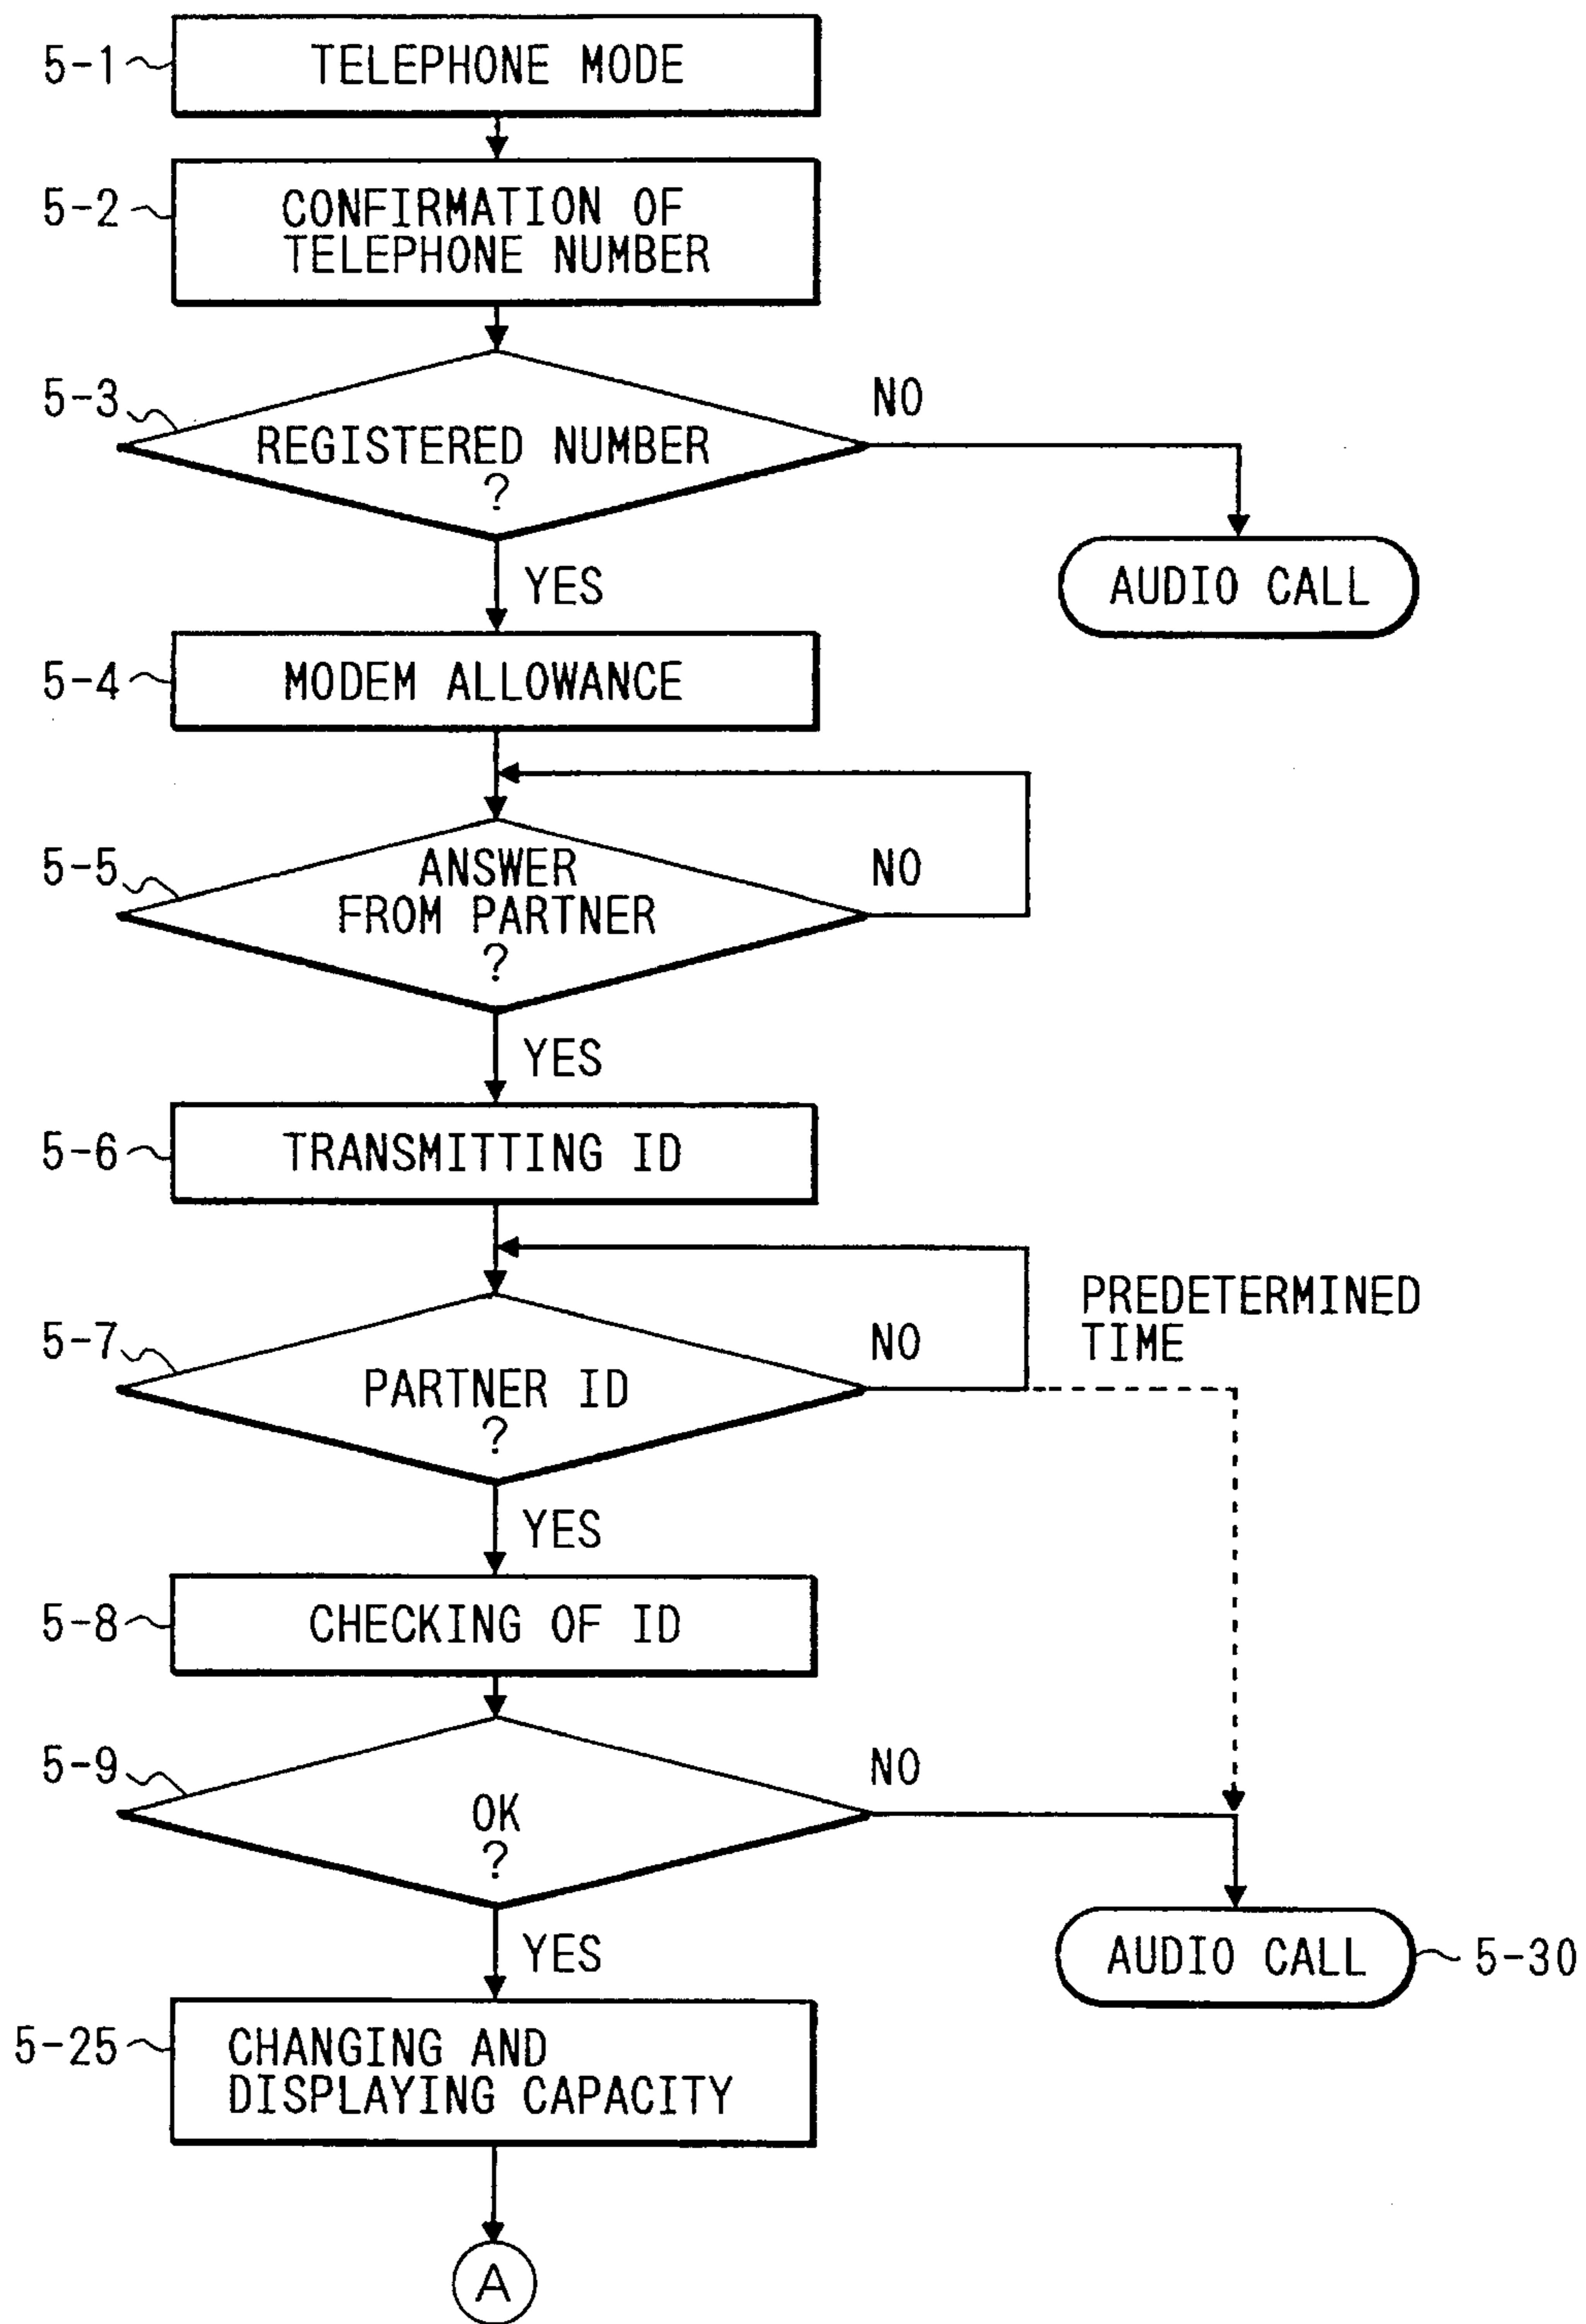 5-1
TELEPHONE MODE
5-2
CONFIRMATION OF
TELEPHONE NUMBER
5-3
REGISTERED NUMBER
?
NO
YES
AUDIO CALL
5-4
MODEM ALLOWANCE
5-5
ANSWER
FROM PARTNER
?
NO
YES
5-6
TRANSMITTING ID
5-7
PARTNER ID
?
NO
PREDETERMINED
TIME
YES
5-8
CHECKING OF ID
5-9
OK
?
NO
YES
AUDIO CALL
5-30
5-25
CHANGING AND
DISPLAYING CAPACITY
A